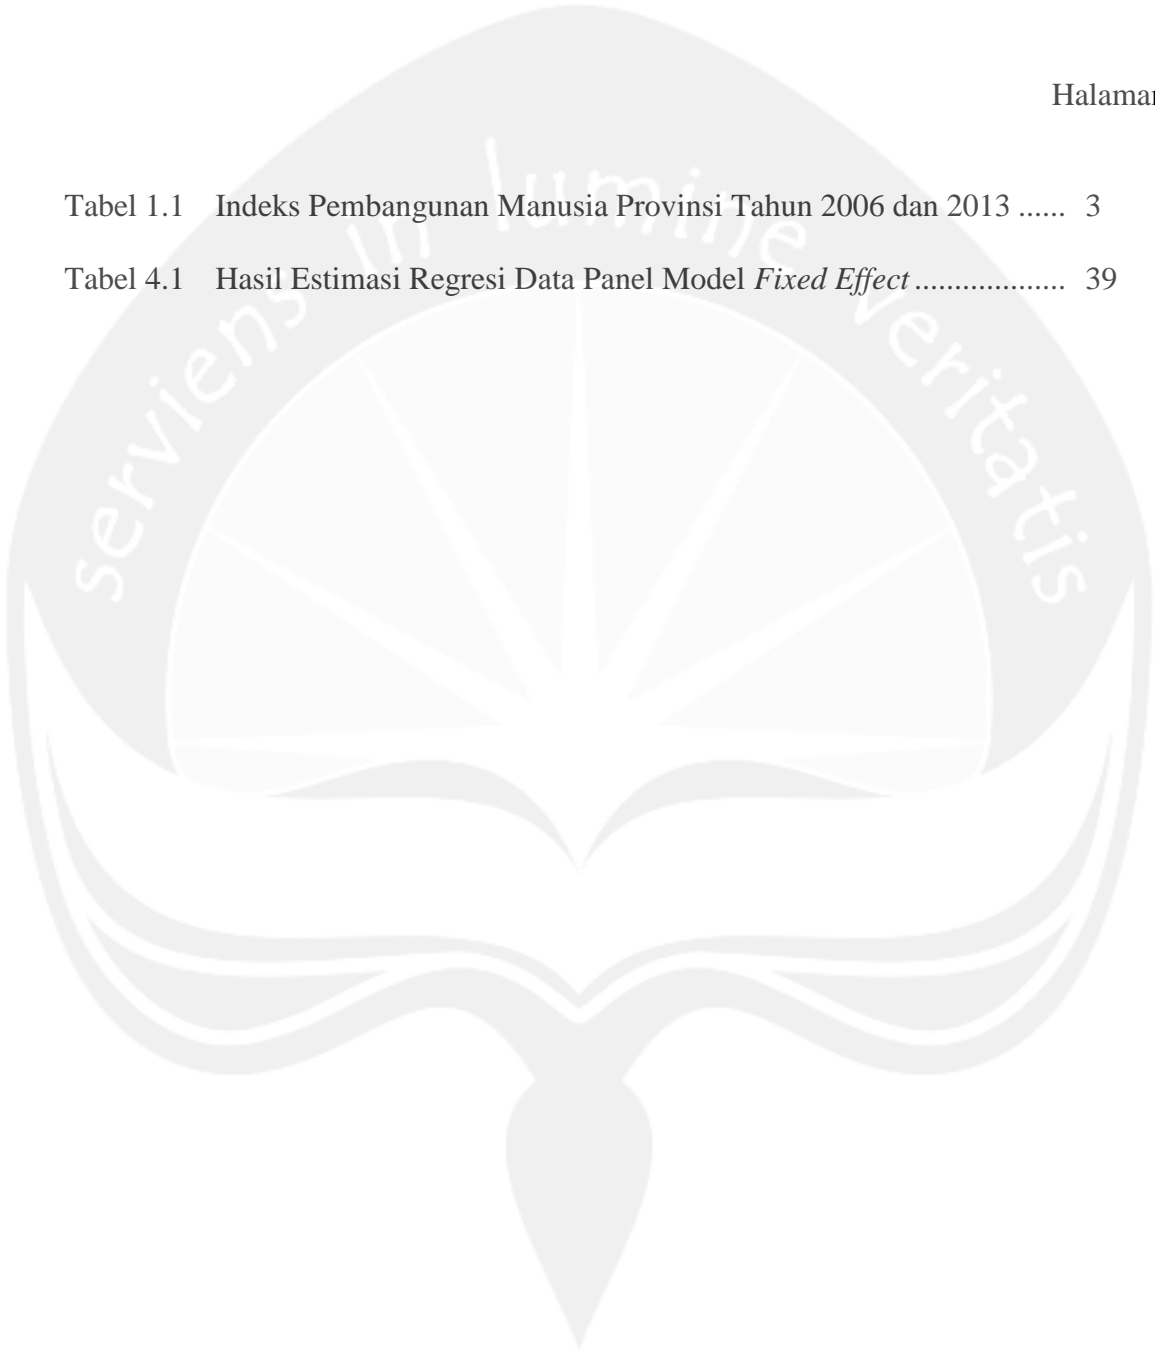 Halaman
Tabel 1.1 Indeks Pembangunan Manusia Provinsi Tahun 2006 dan 2013 ...... 3
Tabel 4.1 Hasil Estimasi Regresi Data Panel Model Fixed Effect ................... 39
serviens in lumine veritatis